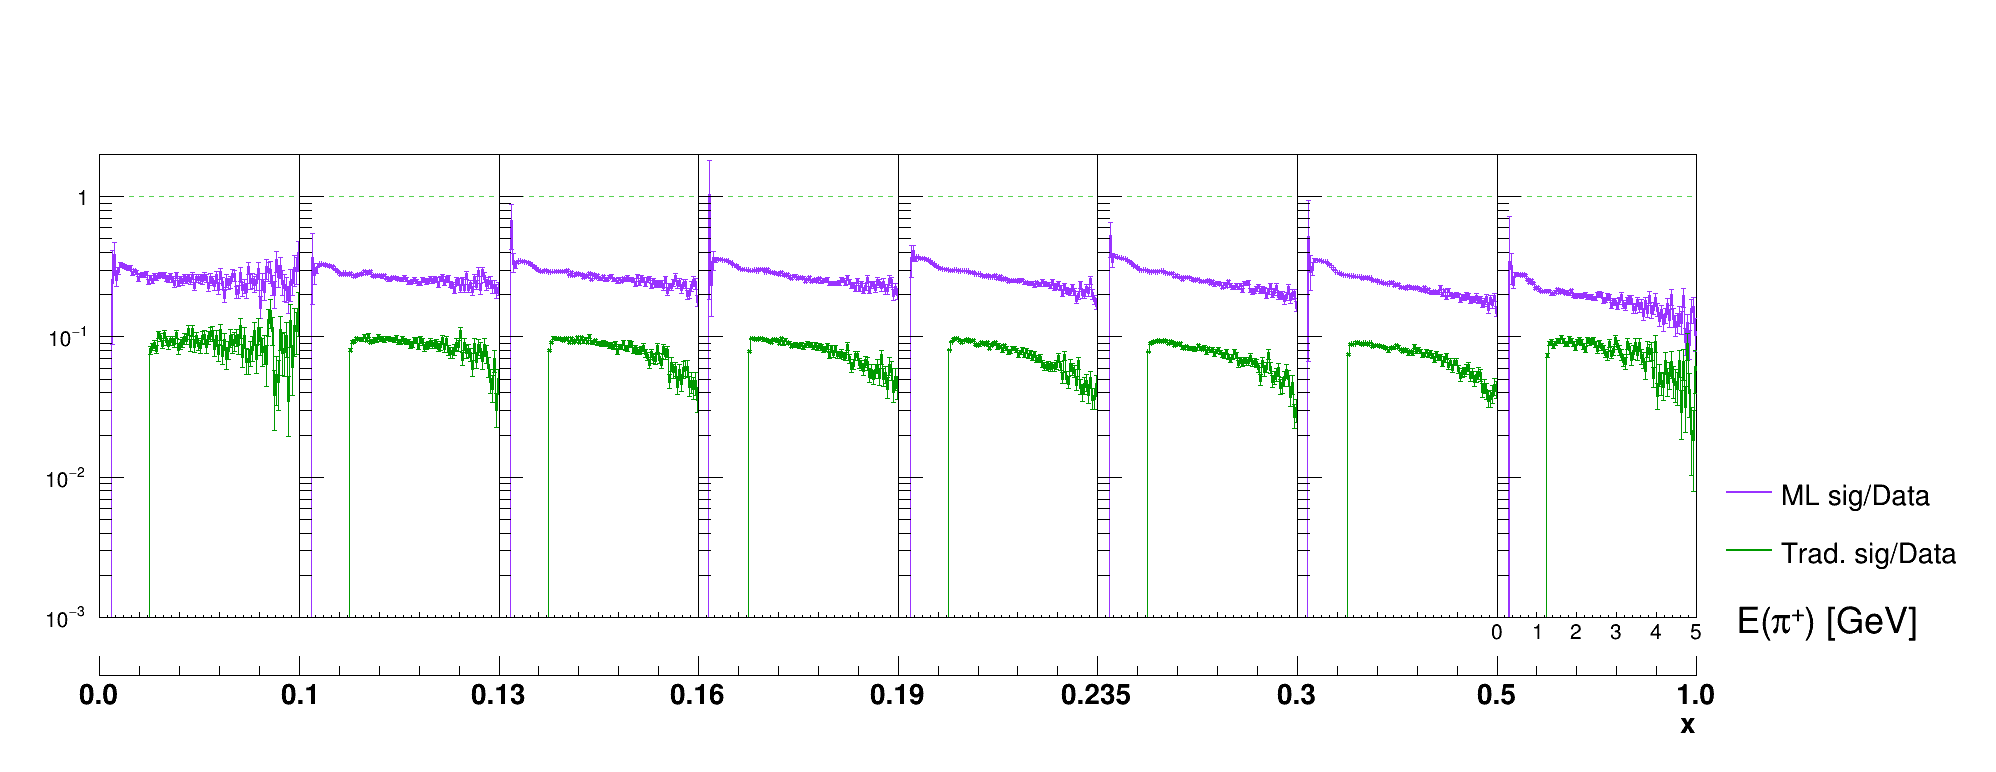 1
10⁻¹
10⁻²
10⁻³
ML sig/Data
Trad. sig/Data
E(π⁺) [GeV]
0 1 2 3 4 5
0.0 0.1 0.13 0.16 0.19 0.235 0.3 0.5 1.0
x